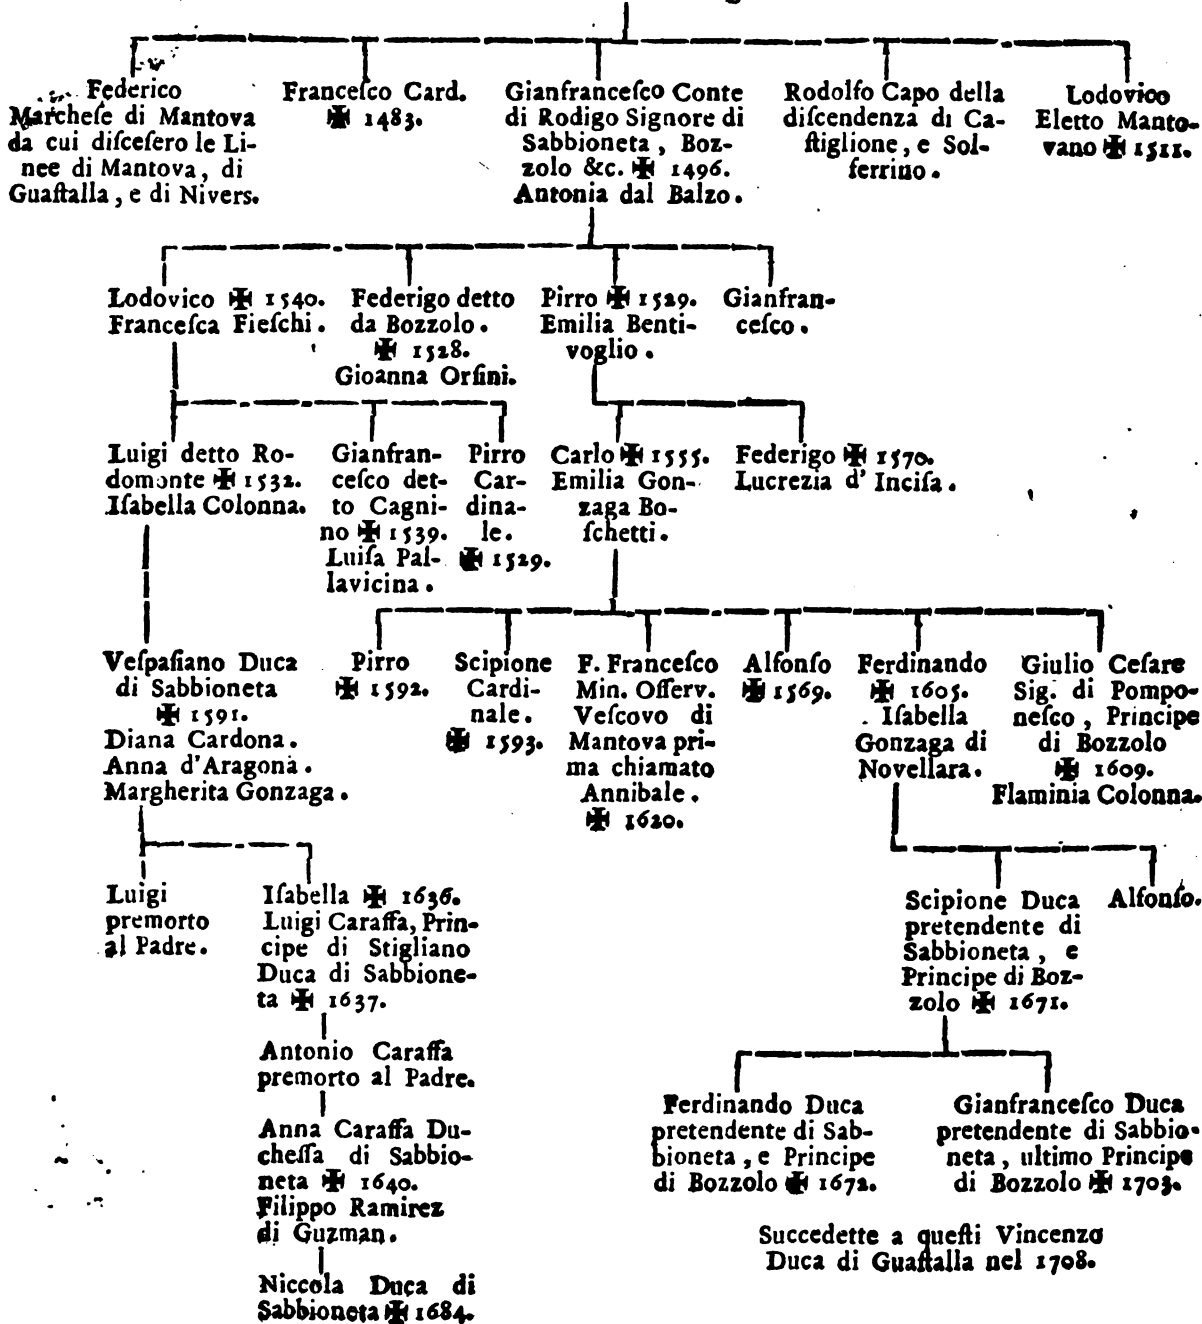 Federico
Marcheſe di Mantova
da cui diſceſero le Li-
nee di Mantova, di
Guaſtalla, e di Nivers.
Franceſco Card.
✠ 1483.
Gianfranceſco Conte
di Rodigo Signore di
Sabbioneta, Boz-
zolo &c. ✠ 1496.
Antonia dal Balzo.
Rodolfo Capo della
diſcendenza di Ca-
ſtiglione, e Sol-
ferino.
Lodovico
Eletto Manto-
vano ✠ 1511.
Lodovico ✠ 1540.
Franceſca Fieſchi.
Federigo detto
da Bozzolo.
✠ 1528.
Gioanna Orſini.
Pirro ✠ 1529.
Emilia Benti-
voglio.
Gianfran-
ceſco.
Luigi detto Ro-
domonte ✠ 1532.
Iſabella Colonna.
Gianfran-
ceſco det-
to Cagni-
no ✠ 1539.
Luiſa Pal-
lavicina.
Pirro
Car-
dina-
le.
✠ 1529.
Carlo ✠ 1555.
Emilia Gon-
zaga Bo-
ſchetti.
Federigo ✠ 1570.
Lucrezia d' Inciſa.
Veſpaſiano Duca
di Sabbioneta
✠ 1591.
Diana Cardona.
Anna d'Aragona.
Margherita Gonzaga.
Pirro
✠ 1592.
Scipione
Cardi-
nale.
✠ 1593.
F. Franceſco
Min. Oſſerv.
Veſcovo di
Mantova pri-
ma chiamato
Annibale.
✠ 1620.
Alfonſo
✠ 1569.
Ferdinando
✠ 1605.
Iſabella
Gonzaga di
Novellara.
Giulio Ceſare
Sig. di Pompo-
neſco, Principe
di Bozzolo
✠ 1609.
Flaminia Colonna.
Luigi
premorto
al Padre.
Iſabella ✠ 1636.
Luigi Caraffa, Prin-
cipe di Stigliano
Duca di Sabbione-
ta ✠ 1637.
Scipione Duca
pretendente di
Sabbioneta, e
Principe di Boz-
zolo ✠ 1671.
Alfonſo.
Antonio Caraffa
premorto al Padre.
Anna Caraffa Du-
cheſſa di Sabbio-
neta ✠ 1640.
Filippo Ramirez
di Guzman.
Niccola Duca di
Sabbioneta ✠ 1684.
Ferdinando Duca
pretendente di Sab-
bioneta, e Principe
di Bozzolo ✠ 1672.
Gianfranceſco Duca
pretendente di Sabbio-
neta, ultimo Principe
di Bozzolo ✠ 1703.
Succedette a queſti Vincenzo
Duca di Guaſtalla nel 1708.